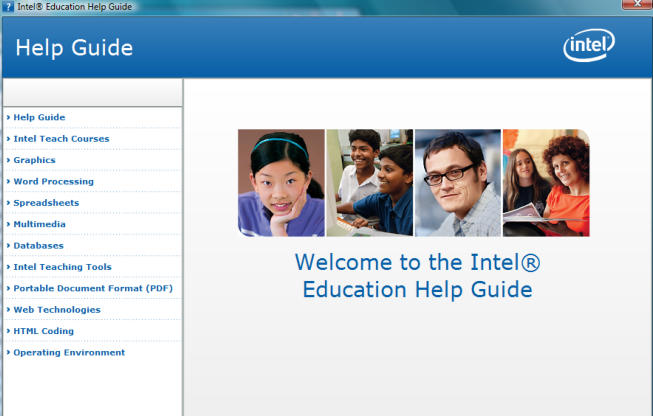 Intel® Education Help Guide
Help Guide
intel
Help Guide
Intel Teach Courses
Graphics
Word Processing
Spreadsheets
Multimedia
Databases
Intel Teaching Tools
Portable Document Format (PDF)
Web Technologies
HTML Coding
Operating Environment
Welcome to the Intel®
Education Help Guide